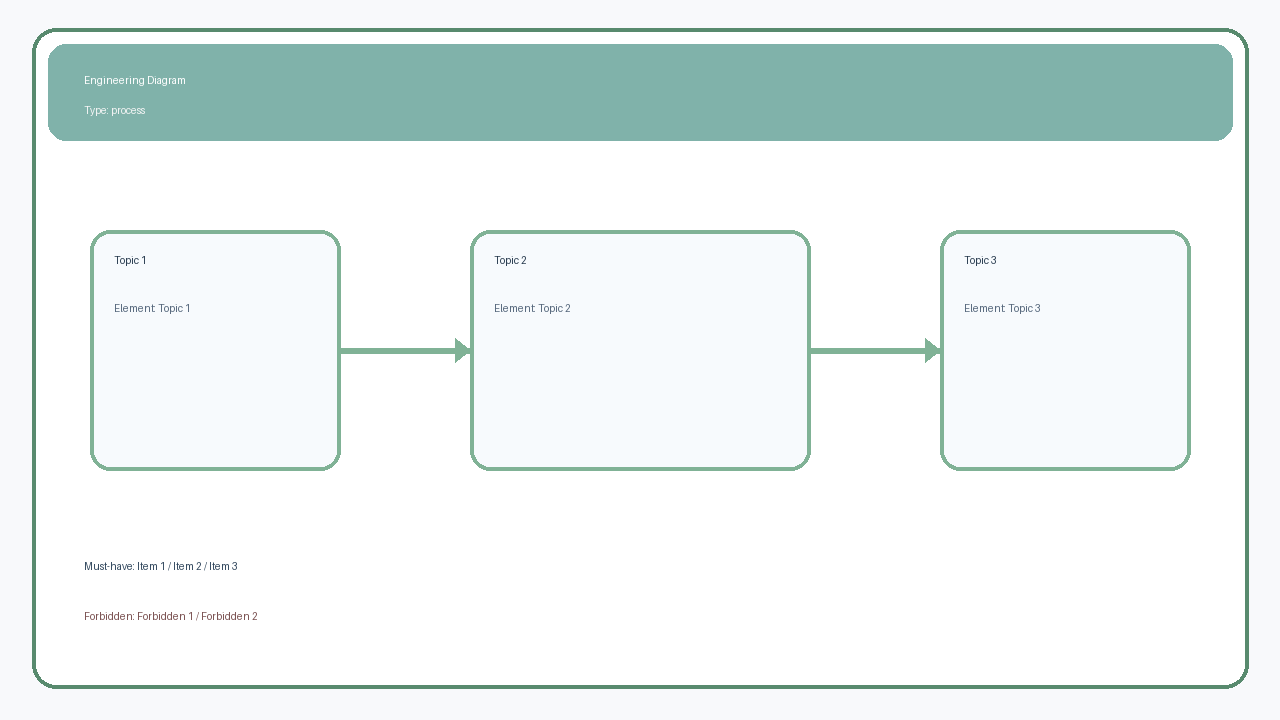 Engineering Diagram
Type: process
Topic 1
Element: Topic 1
Topic 2
Element: Topic 2
Topic 3
Element: Topic 3
Must-have: Item 1 / Item 2 / Item 3
Forbidden: Forbidden 1 / Forbidden 2